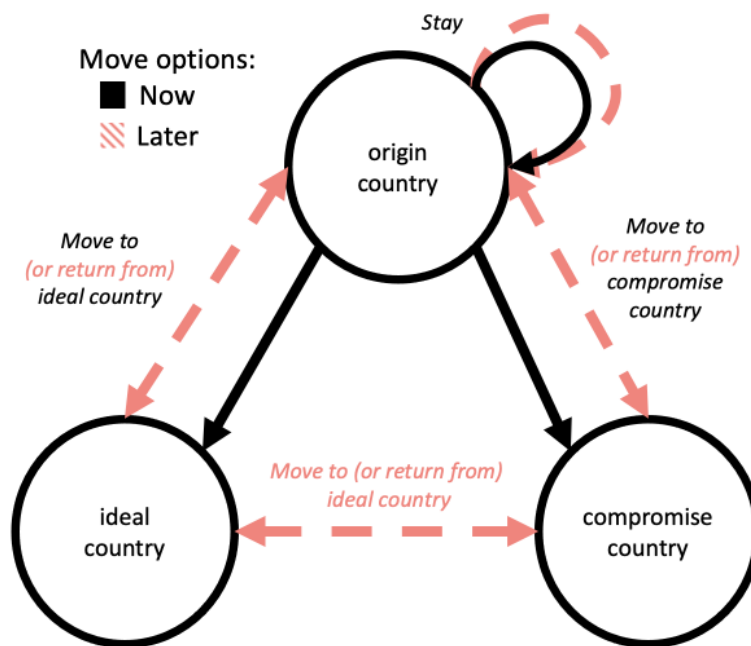 Stay
Move options:
Now
Later
origin
country
Move to
(or return from)
ideal country
Move to
(or return from)
compromise
country
Move to (or return from)
ideal country
ideal
country
compromise
country